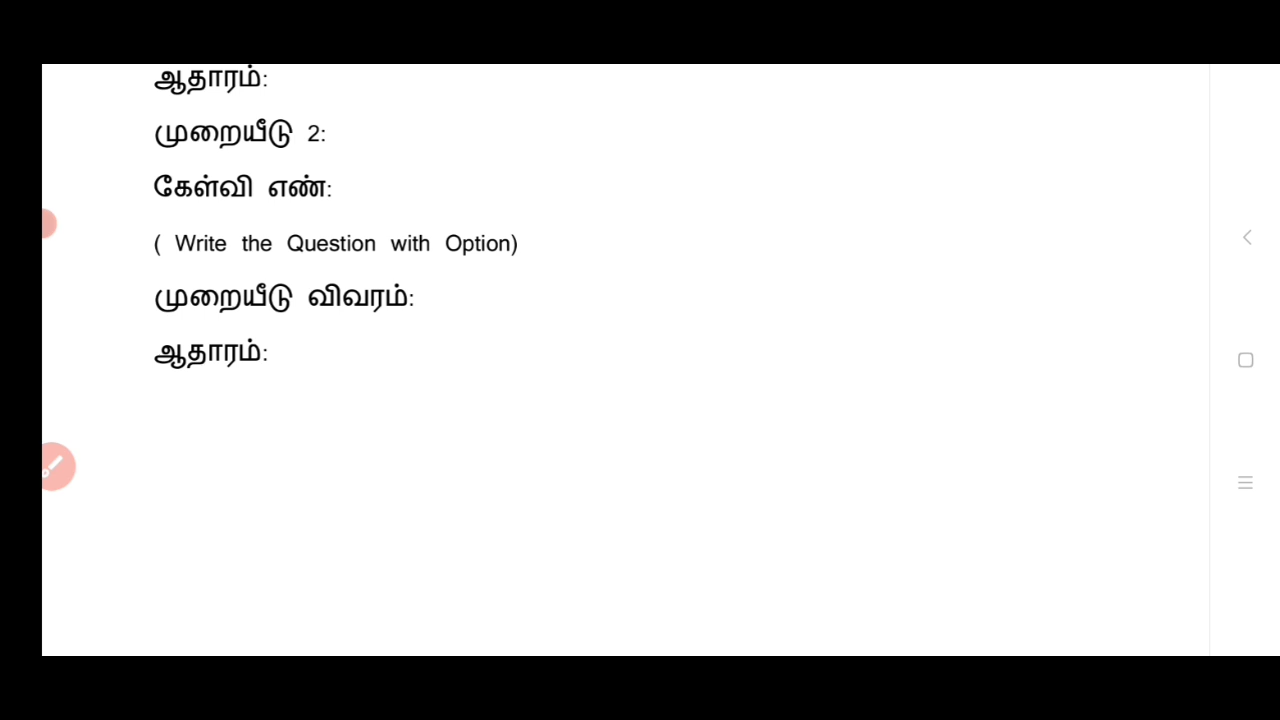 ஆதாரம்:
முறையீடு 2:
கேள்வி எண்:
( Write the Question with Option)
முறையீடு விவரம்:
ஆதாரம்: